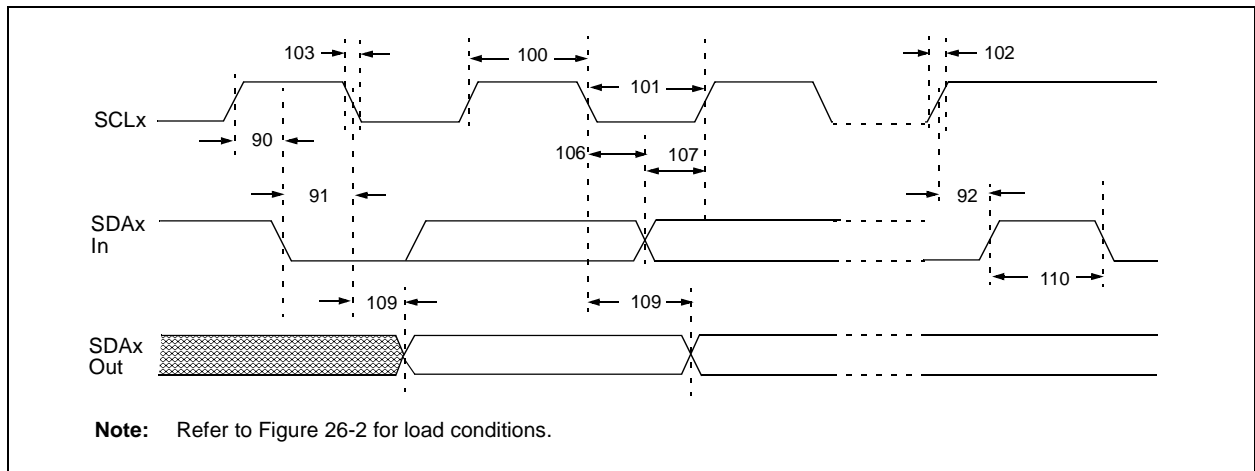 103
100
102
101
SCLx
90
106
107
91
92
SDAx
In
110
109
109
SDAx
Out
Note: Refer to Figure 26-2 for load conditions.